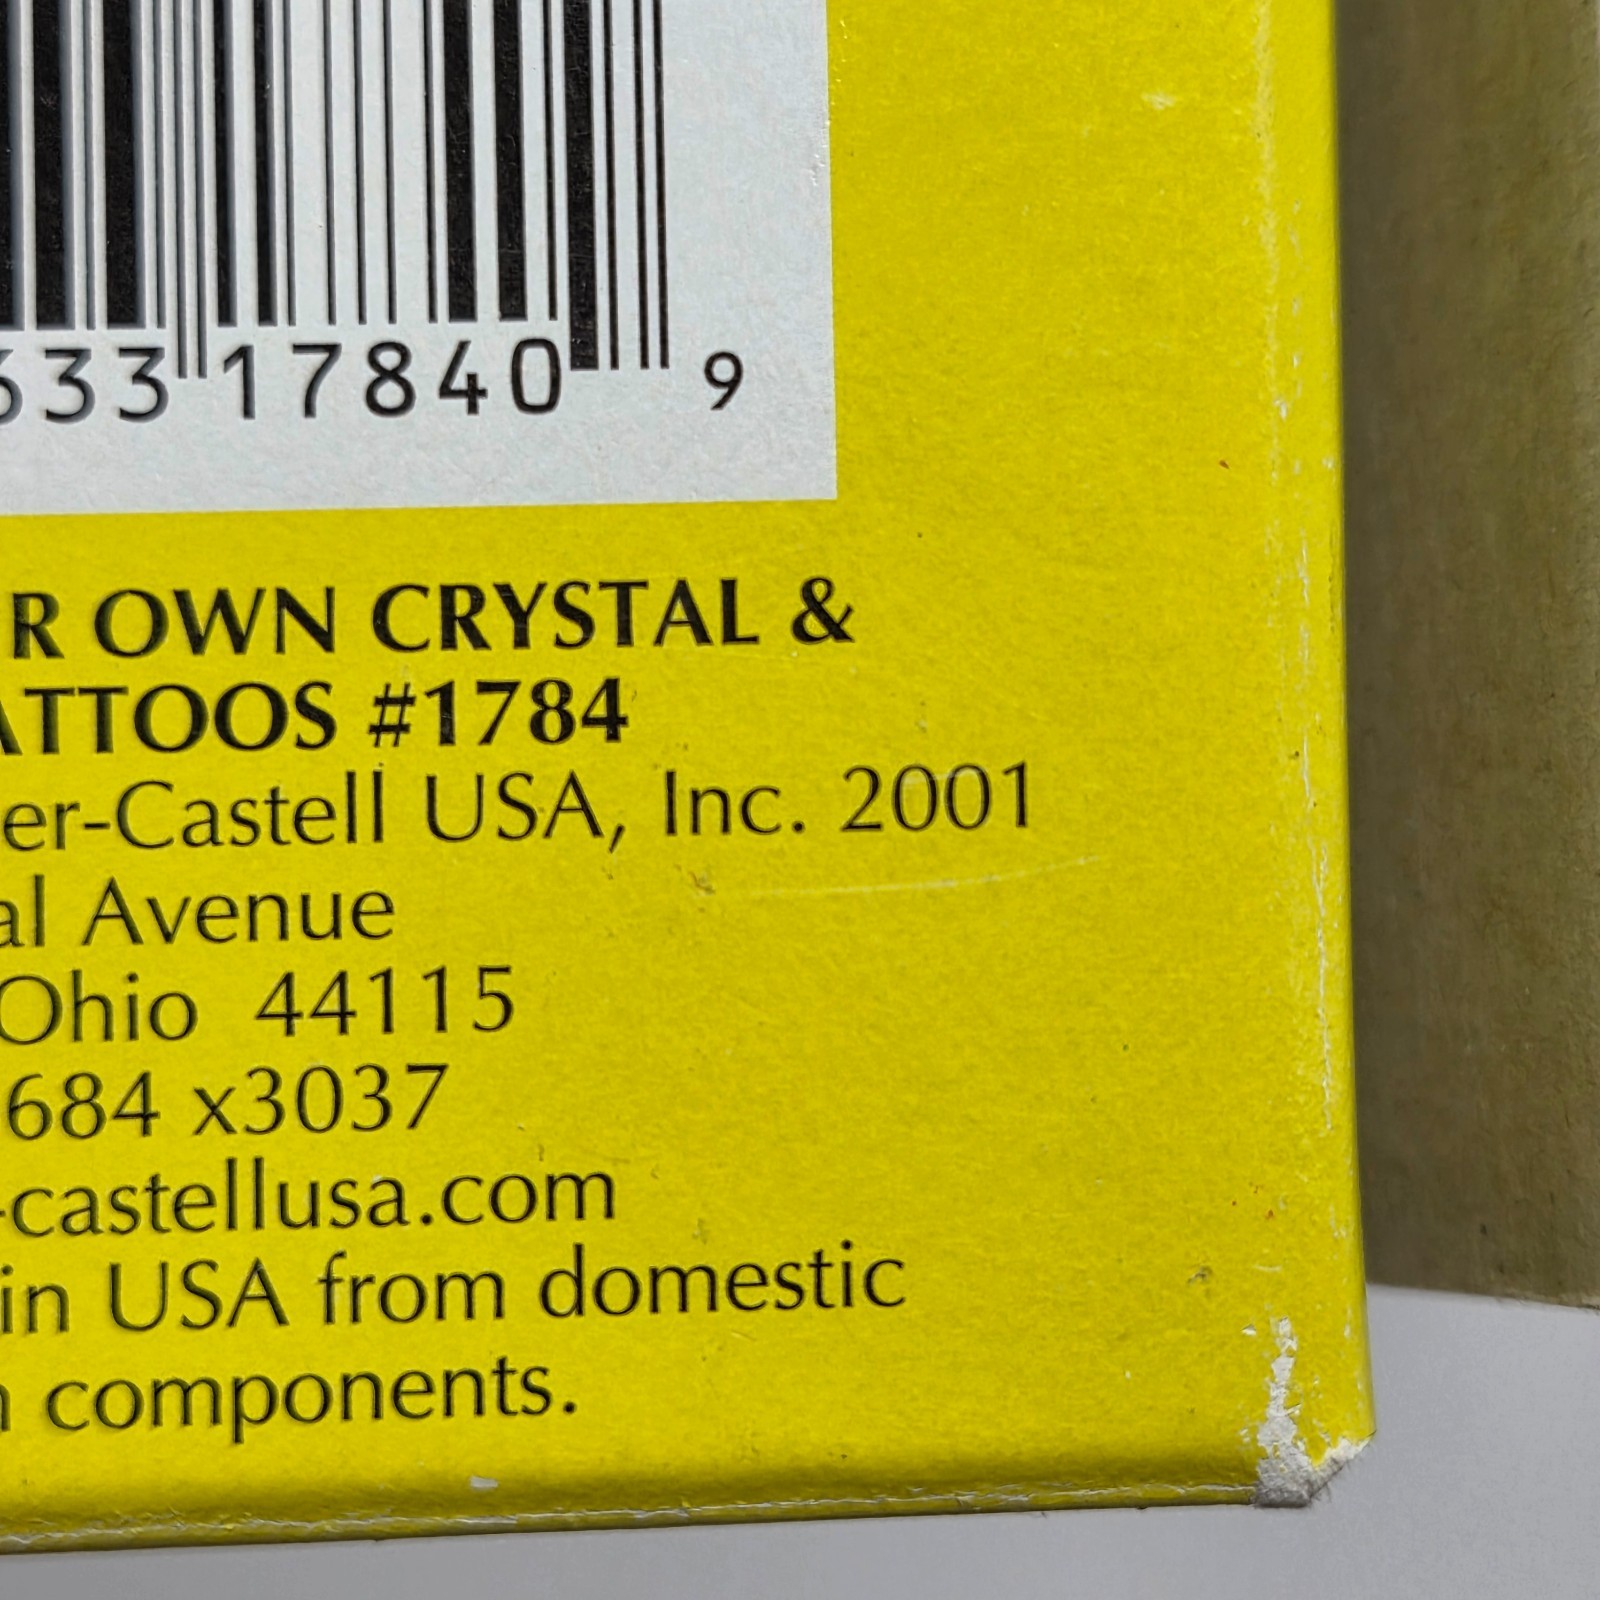 633 17840 9
R OWN CRYSTAL &
ATTOOS #1784
er-Castell USA, Inc. 2001
al Avenue
Ohio 44115
684 x3037
-castellusa.com
in USA from domestic
components.